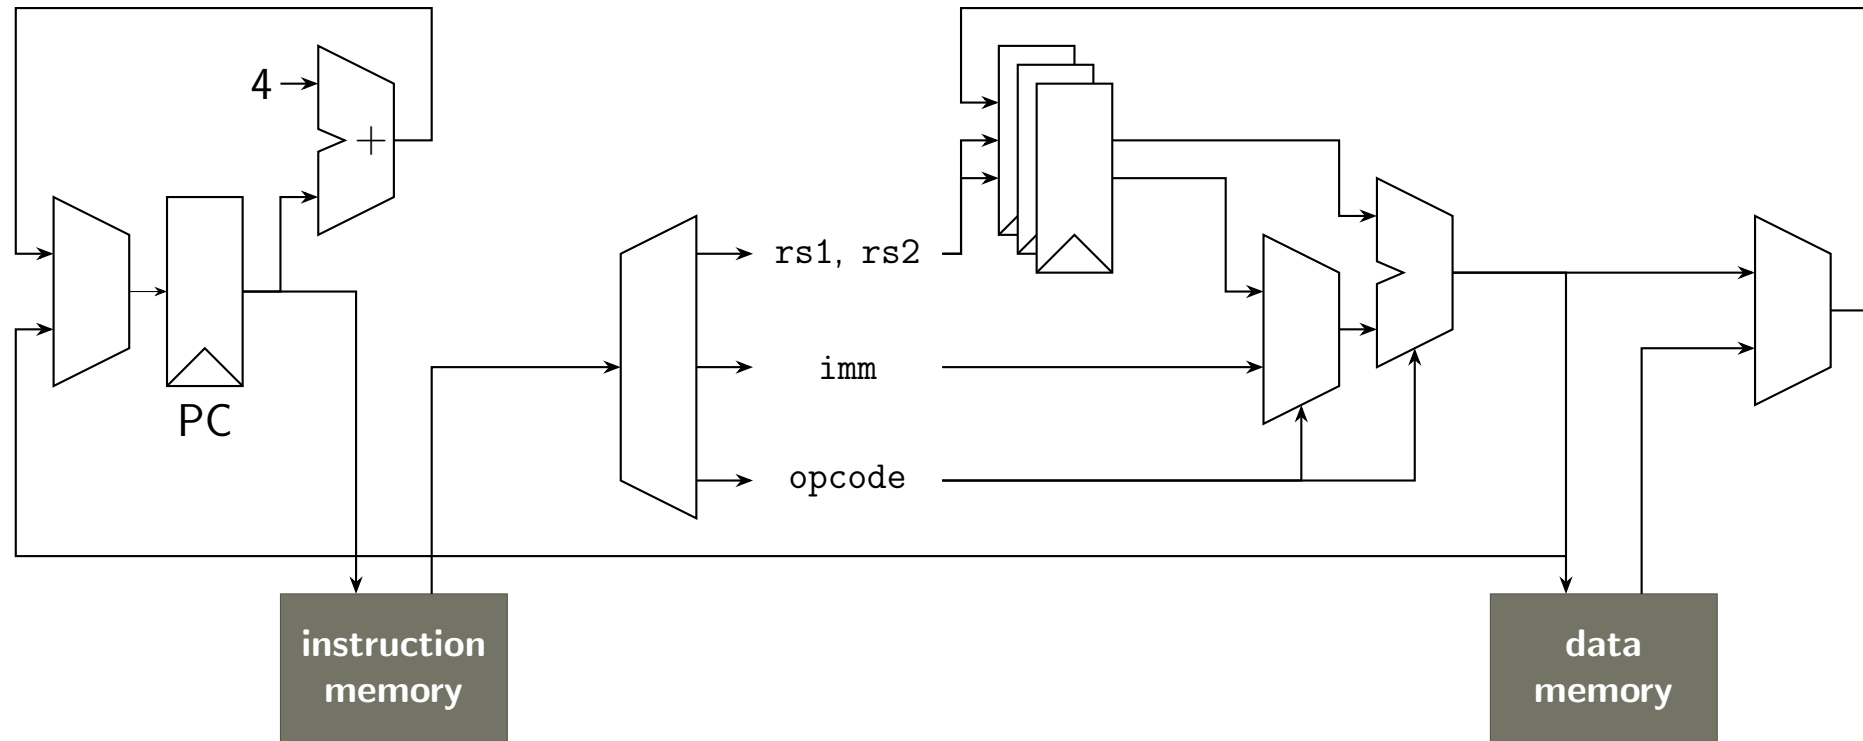 4
+
PC
rs1, rs2
imm
opcode
instruction
memory
data
memory